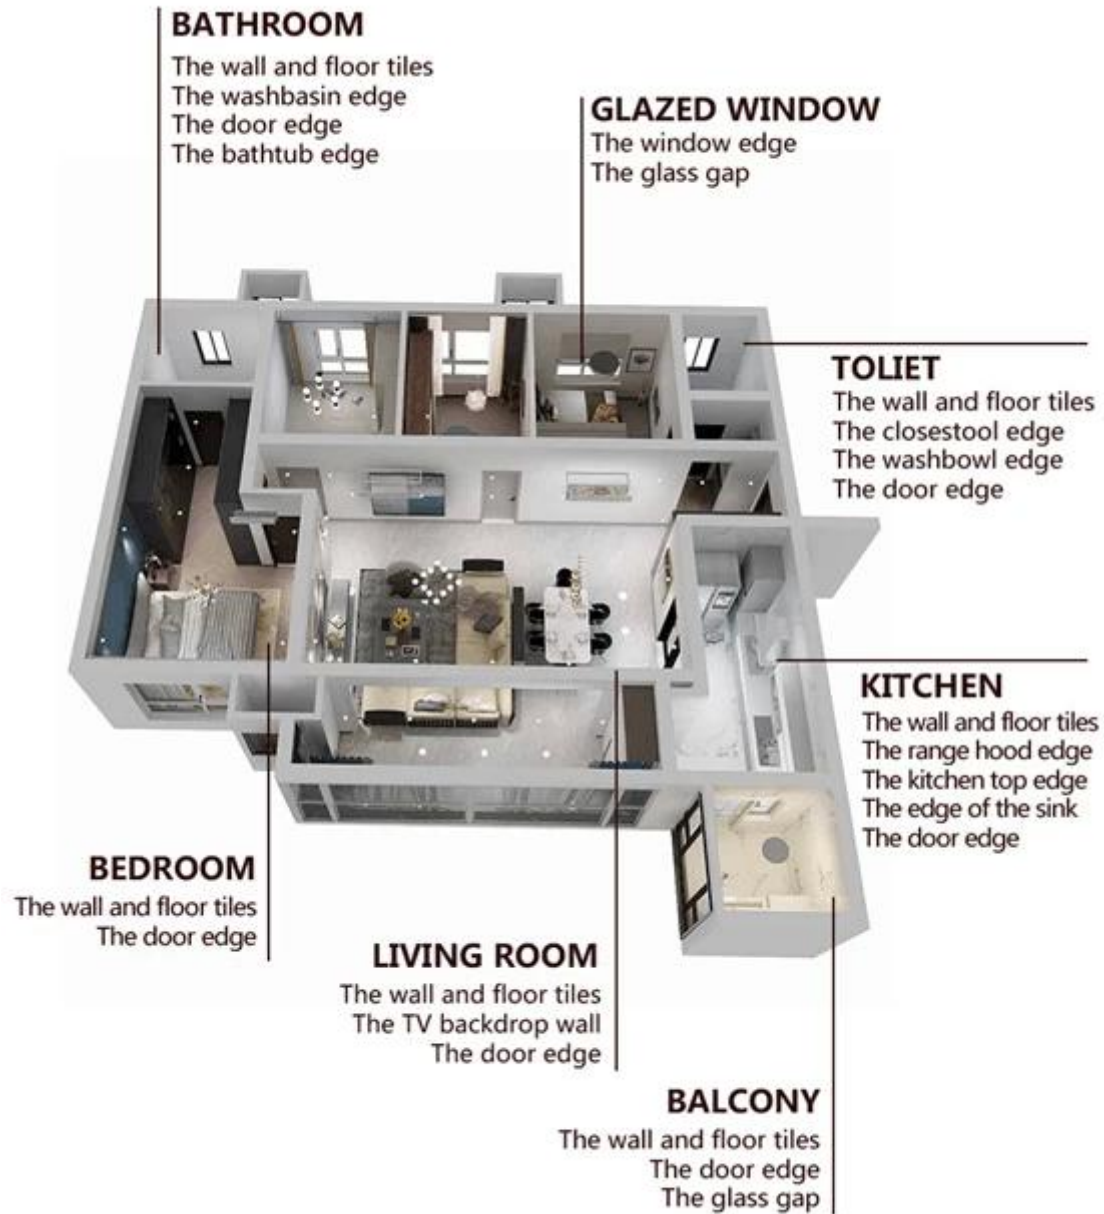 BATHROOM
The wall and floor tiles
The washbasin edge
The door edge
The bathtub edge
GLAZED WINDOW
The window edge
The glass gap
TOLIET
The wall and floor tiles
The closestool edge
The washbowl edge
The door edge
KITCHEN
The wall and floor tiles
The range hood edge
The kitchen top edge
The edge of the sink
The door edge
BEDROOM
The wall and floor tiles
The door edge
LIVING ROOM
The wall and floor tiles
The TV backdrop wall
The door edge
BALCONY
The wall and floor tiles
The door edge
The glass gap